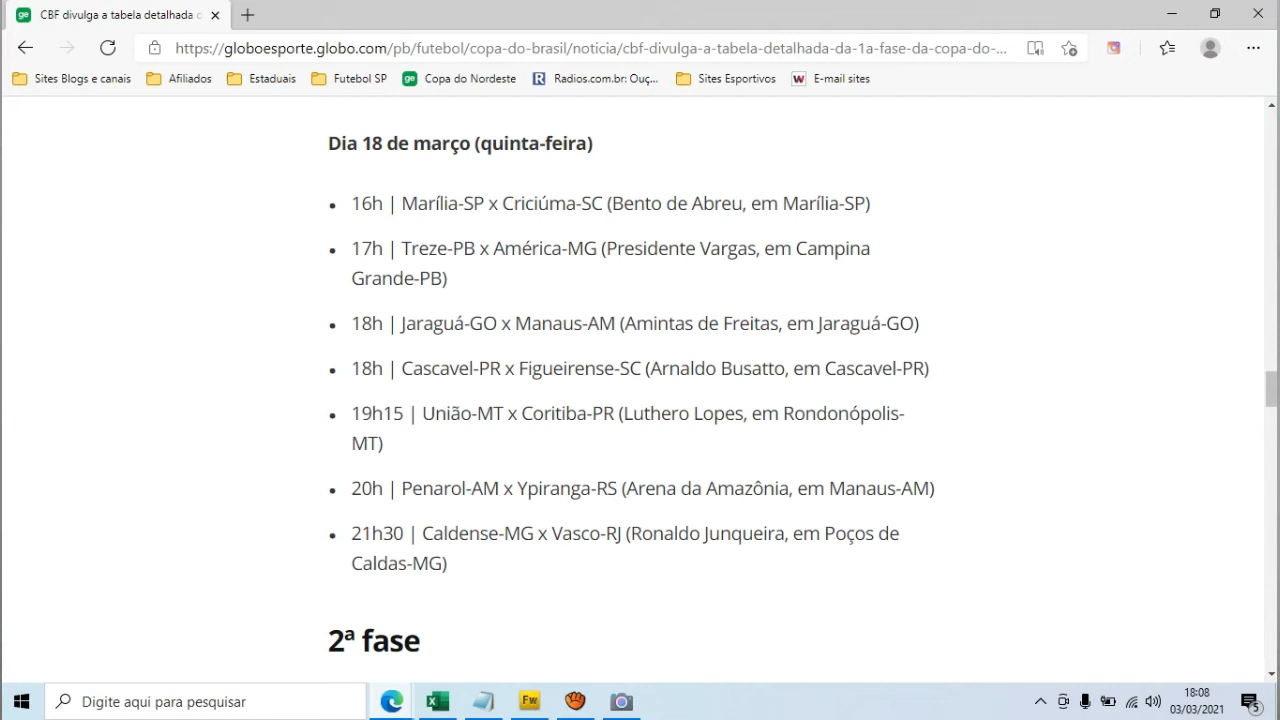 ge CBF divulga a tabela detalhada d
https://globoesporte.globo.com/pb/futebol/copa-do-brasil/noticia/cbf-divulga-a-tabela-detalhada-da-1a-fase-da-copa-do-...
Sites Blogs e canais Afiliados Estaduais Futebol SP ge Copa do Nordeste R Radios.com.br: Ouç... Sites Esportivos W E-mail sites
Dia 18 de março (quinta-feira)
• 16h | Marília-SP x Criciúma-SC (Bento de Abreu, em Marília-SP)
• 17h | Treze-PB x América-MG (Presidente Vargas, em Campina
Grande-PB)
• 18h | Jaraguá-GO x Manaus-AM (Amintas de Freitas, em Jaraguá-GO)
• 18h | Cascavel-PR x Figueirense-SC (Arnaldo Busatto, em Cascavel-PR)
• 19h15 | União-MT x Coritiba-PR (Luthero Lopes, em Rondonópolis-
MT)
• 20h | Penarol-AM x Ypiranga-RS (Arena da Amazônia, em Manaus-AM)
• 21h30 | Caldense-MG x Vasco-RJ (Ronaldo Junqueira, em Poços de
Caldas-MG)
2ª fase
Digite aqui para pesquisar
Fw
18:08
03/03/2021
5